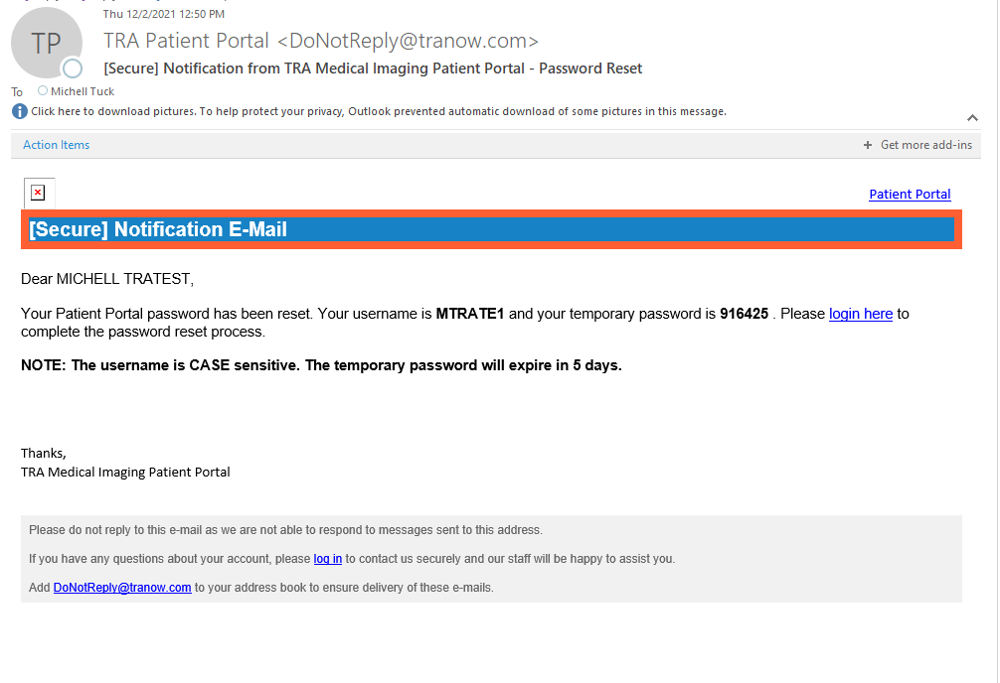 Thu 12/2/2021 12:50 PM
TP
TRA Patient Portal <DoNotReply@tranow.com>
[Secure] Notification from TRA Medical Imaging Patient Portal - Password Reset
To Michell Tuck
Click here to download pictures. To help protect your privacy, Outlook prevented automatic download of some pictures in this message.
Action Items + Get more add-ins
Patient Portal
[Secure] Notification E-Mail
Dear MICHELL TRATEST,
Your Patient Portal password has been reset. Your username is MTRATE1 and your temporary password is 916425 . Please login here to
complete the password reset process.
NOTE: The username is CASE sensitive. The temporary password will expire in 5 days.
Thanks,
TRA Medical Imaging Patient Portal
Please do not reply to this e-mail as we are not able to respond to messages sent to this address.
If you have any questions about your account, please log in to contact us securely and our staff will be happy to assist you.
Add DoNotReply@tranow.com to your address book to ensure delivery of these e-mails.